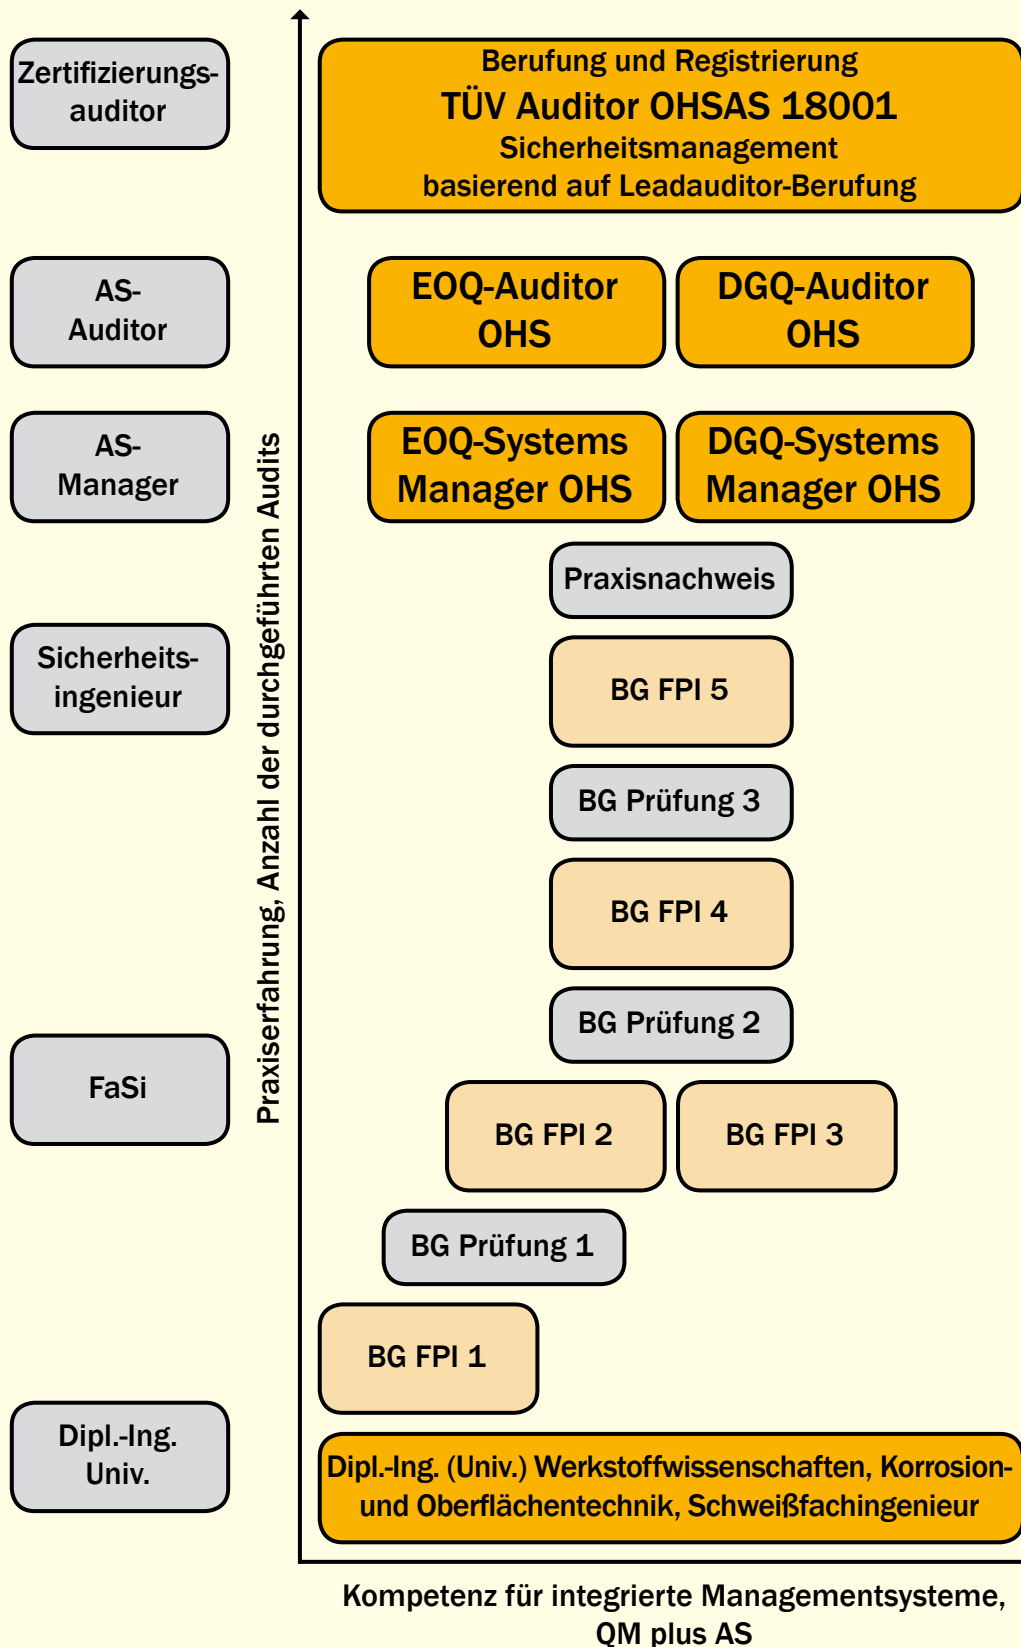 Zertifizierungs-
auditor
Berufung und Registrierung
TÜV Auditor OHSAS 18001
Sicherheitsmanagement
basierend auf Leadauditor-Berufung
AS-
Auditor
EOQ-Auditor
OHS
DGQ-Auditor
OHS
AS-
Manager
EOQ-Systems
Manager OHS
DGQ-Systems
Manager OHS
Praxisnachweis
Sicherheits-
ingenieur
BG FPI 5
BG Prüfung 3
BG FPI 4
BG Prüfung 2
FaSi
BG FPI 2
BG FPI 3
BG Prüfung 1
BG FPI 1
Dipl.-Ing.
Univ.
Dipl.-Ing. (Univ.) Werkstoffwissenschaften, Korrosion-
und Oberflächentechnik, Schweißfachingenieur
Praxiserfahrung, Anzahl der durchgeführten Audits
Kompetenz für integrierte Managementsysteme,
QM plus AS